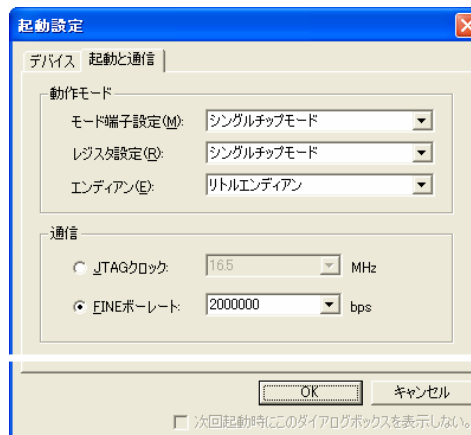 起動設定
デバイス 起動と通信
動作モード
モード端子設定(M): シングルチップモード
レジスタ設定(R): シングルチップモード
エンディアン(E): リトルエンディアン
通信
JTAGクロック: 16.5 MHz
FINEボーレート: 2000000 bps
OK キャンセル
次回起動時にこのダイアログボックスを表示しない。